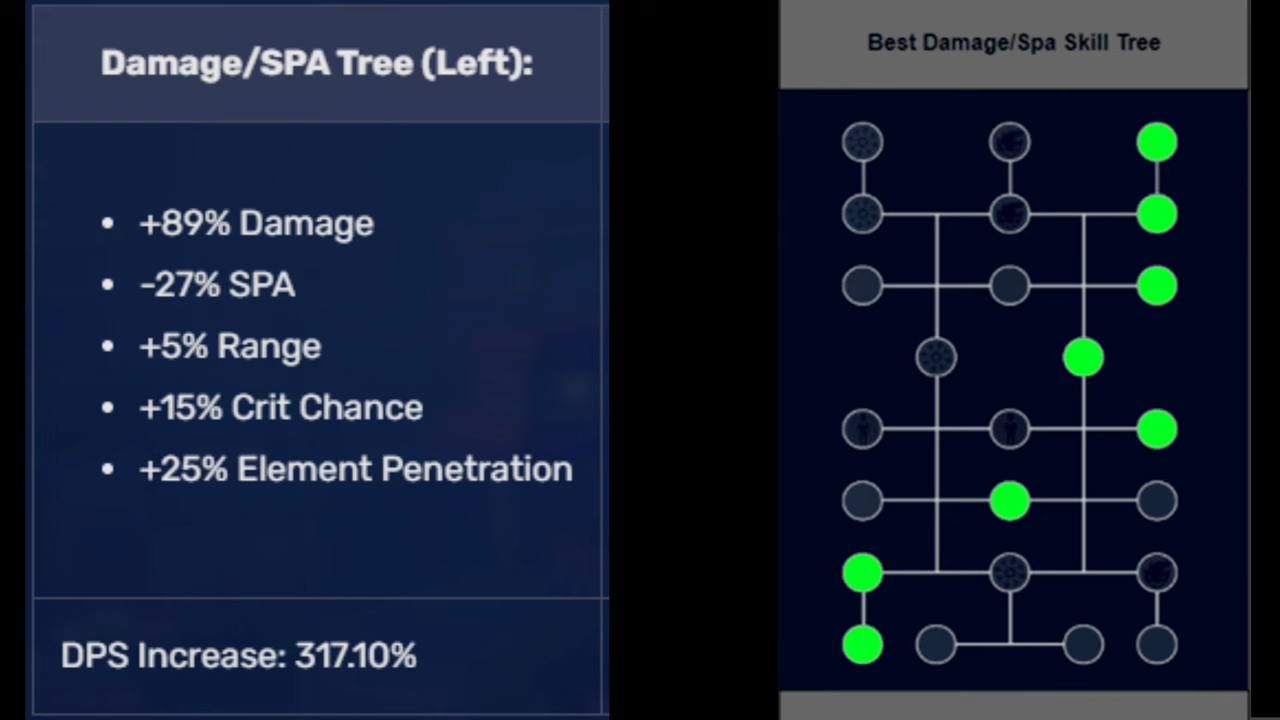 Damage/SPA Tree (Left):
• +89% Damage
• -27% SPA
• +5% Range
• +15% Crit Chance
• +25% Element Penetration
DPS Increase: 317.10%
Best Damage/Spa Skill Tree